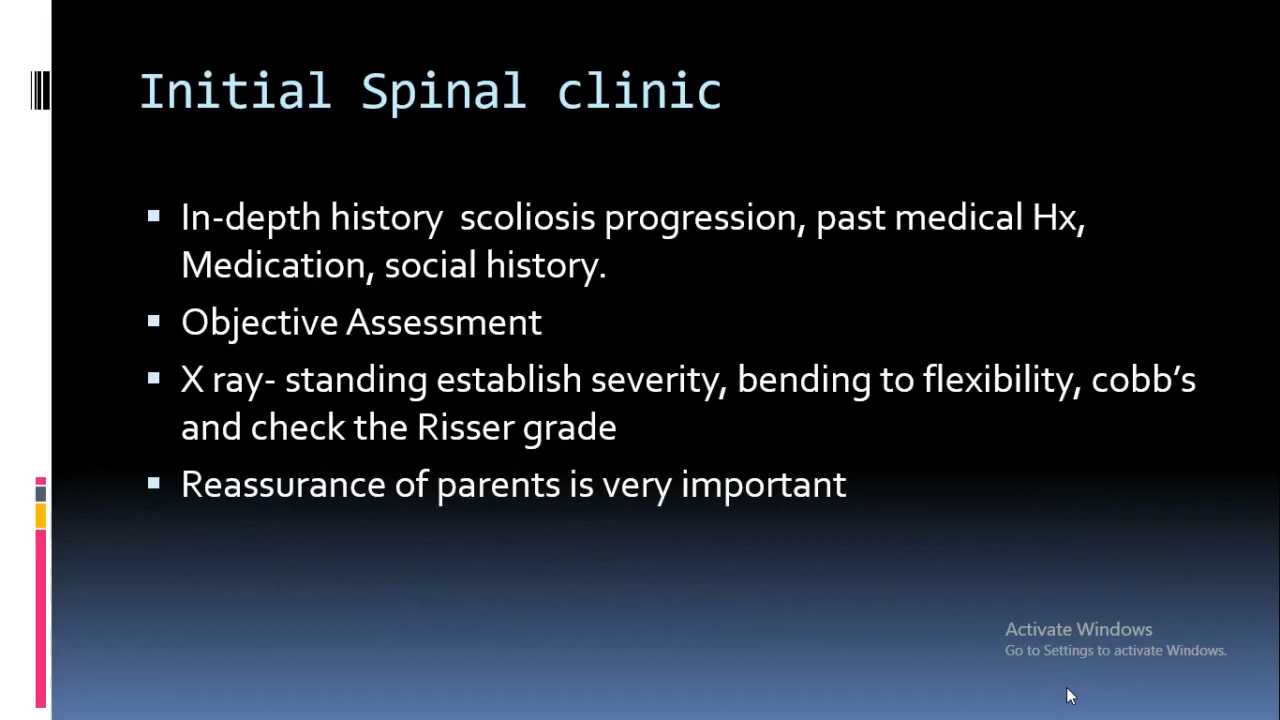 Initial Spinal clinic
In-depth history  scoliosis progression, past medical Hx,
Medication, social history.
Objective Assessment
X ray- standing establish severity, bending to flexibility, cobb’s
and check the Risser grade
Reassurance of parents is very important
Activate Windows
Go to Settings to activate Windows.